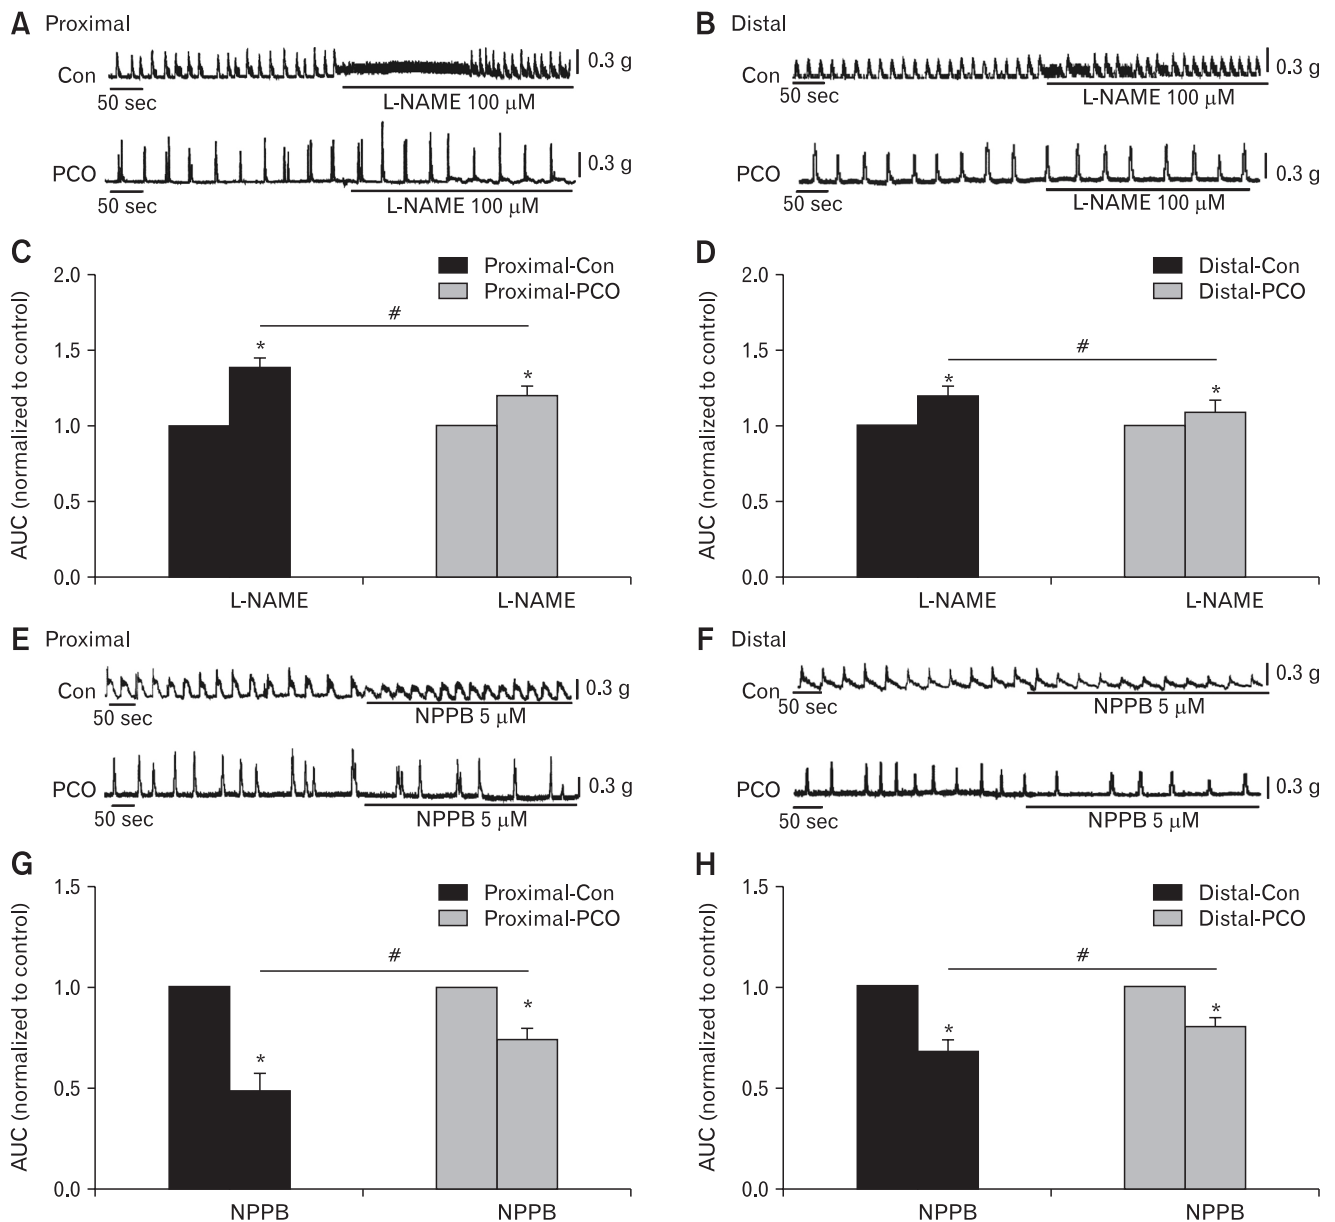 A Proximal
Con
0.3 g
50 sec
L-NAME 100 μM
PCO
0.3 g
50 sec
L-NAME 100 μM
B Distal
Con
0.3 g
50 sec
L-NAME 100 μM
PCO
0.3 g
50 sec
L-NAME 100 μM
C
AUC (normalized to control)
2.0
1.5
1.0
0.5
0.0
Proximal-Con
Proximal-PCO
#
*
*
L-NAME
L-NAME
D
AUC (normalized to control)
2.0
1.5
1.0
0.5
0.0
Distal-Con
Distal-PCO
#
*
*
L-NAME
L-NAME
E Proximal
Con
0.3 g
50 sec
NPPB 5 μM
PCO
0.3 g
50 sec
NPPB 5 μM
F Distal
Con
0.3 g
50 sec
NPPB 5 μM
PCO
0.3 g
50 sec
NPPB 5 μM
G
AUC (normalized to control)
1.5
1.0
0.5
0.0
Proximal-Con
Proximal-PCO
#
*
*
NPPB
NPPB
H
AUC (normalized to control)
1.5
1.0
0.5
0.0
Distal-Con
Distal-PCO
#
*
*
NPPB
NPPB